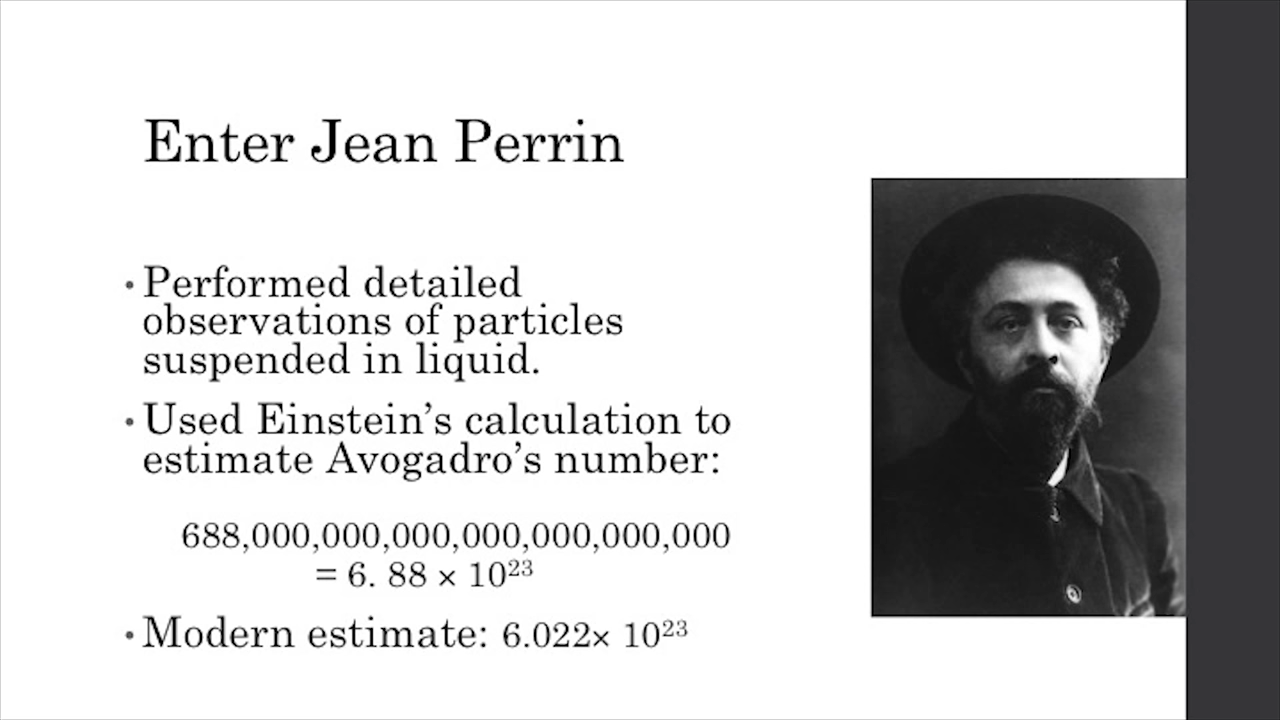 Enter Jean Perrin
• Performed detailed
observations of particles
suspended in liquid.
• Used Einstein’s calculation to
estimate Avogadro’s number:
688,000,000,000,000,000,000,000
= 6. 88 × 10²³
• Modern estimate: 6.022× 10²³